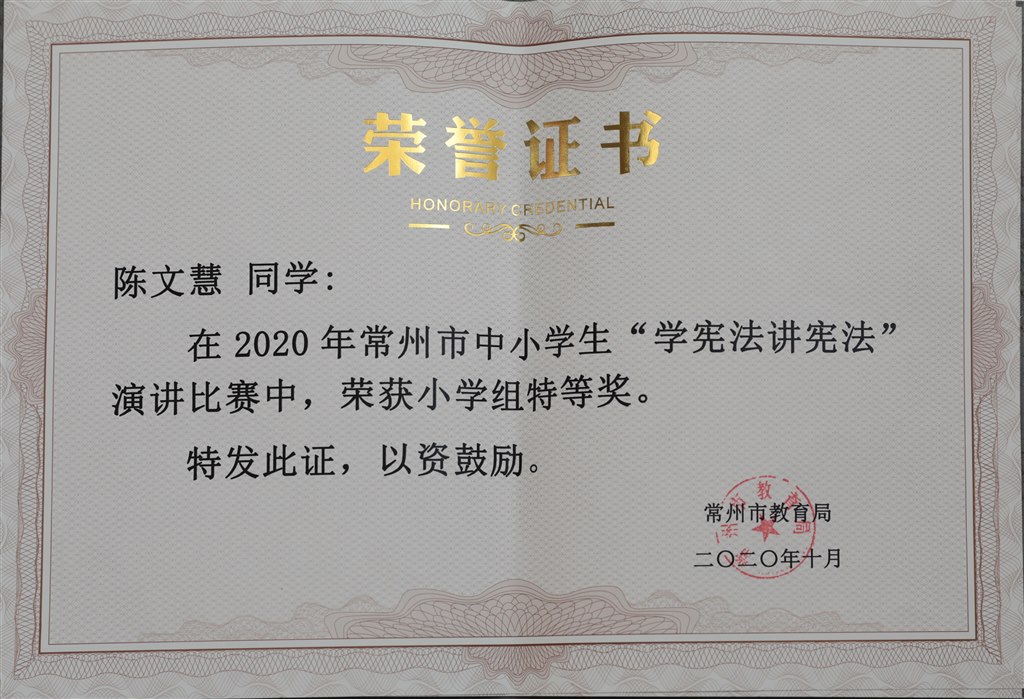 荣誉证书
HONORARY CREDENTIAL
陈文慧 同学：
在 2020 年常州市中小学生“学宪法讲宪法”
演讲比赛中，荣获小学组特等奖。
特发此证，以资鼓励。
常州市教育局
二〇二〇年十月